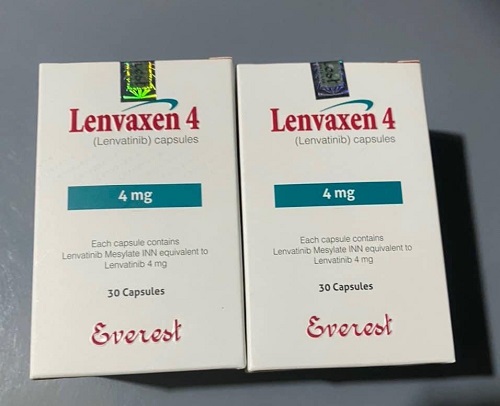 Lenvaxen 4
(Lenvatinib) capsules
4 mg
Each capsule contains
Lenvatinib Mesylate INN equivalent to
Lenvatinib 4 mg
30 Capsules
Everest
Lenvaxen 4
(Lenvatinib) capsules
4 mg
Each capsule contains
Lenvatinib Mesylate INN equivalent to
Lenvatinib 4 mg
30 Capsules
Everest